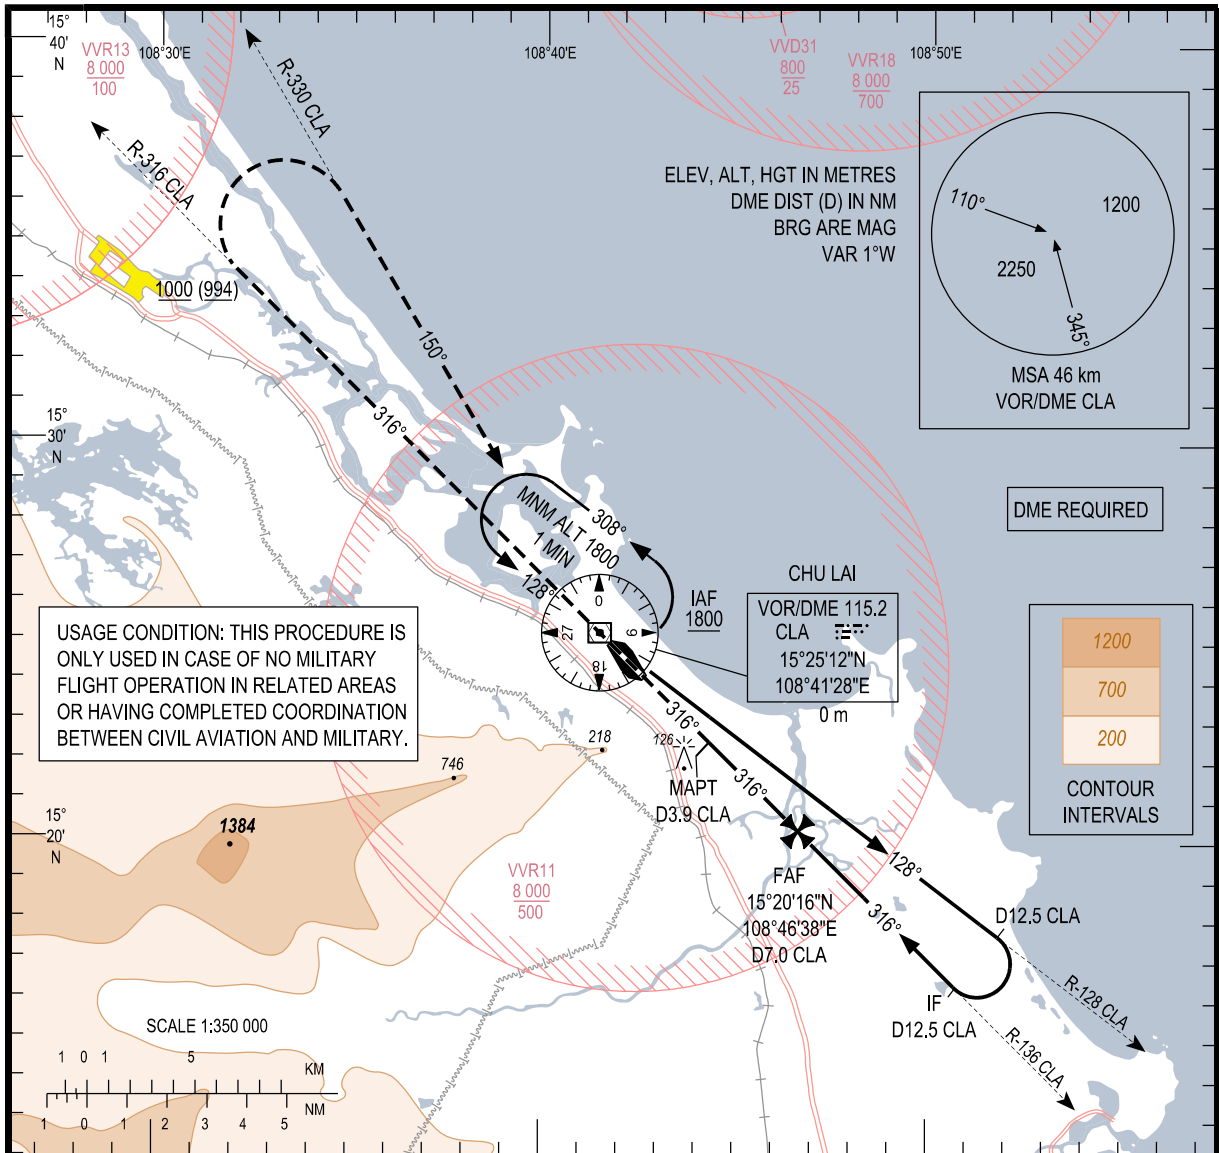 15°
40'
N
108°30'E
108°40'E
108°50'E
VVR13
8 000
100
VVD31
800
25
VVR18
8 000
700
R-330 CLA
R-316 CLA
ELEV, ALT, HGT IN METRES
DME DIST (D) IN NM
BRG ARE MAG
VAR 1°W
110°
1200
2250
345°
MSA 46 km
VOR/DME CLA
1000 (994)
150°
316°
15°
30'
N
MNM ALT 1800
1 MIN
308°
128°
DME REQUIRED
0
27
9
18
IAF
1800
CHU LAI
VOR/DME 115.2
CLA
15°25'12"N
108°41'28"E
0 m
USAGE CONDITION: THIS PROCEDURE IS
ONLY USED IN CASE OF NO MILITARY
FLIGHT OPERATION IN RELATED AREAS
OR HAVING COMPLETED COORDINATION
BETWEEN CIVIL AVIATION AND MILITARY.
1200
700
200
CONTOUR
INTERVALS
316°
126
218
746
316°
MAPT
D3.9 CLA
15°
20'
N
1384
VVR11
8 000
500
FAF
15°20'16"N
108°46'38"E
D7.0 CLA
128°
316°
D12.5 CLA
IF
D12.5 CLA
R-128 CLA
R-136 CLA
SCALE 1:350 000
1 0 1 5
KM
NM
1 0 1 2 3 4 5